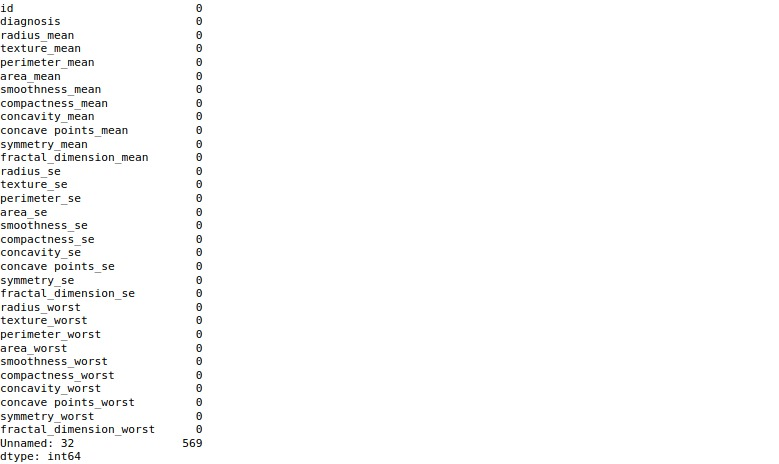 id 0
diagnosis 0
radius_mean 0
texture_mean 0
perimeter_mean 0
area_mean 0
smoothness_mean 0
compactness_mean 0
concavity_mean 0
concave points_mean 0
symmetry_mean 0
fractal_dimension_mean 0
radius_se 0
texture_se 0
perimeter_se 0
area_se 0
smoothness_se 0
compactness_se 0
concavity_se 0
concave points_se 0
symmetry_se 0
fractal_dimension_se 0
radius_worst 0
texture_worst 0
perimeter_worst 0
area_worst 0
smoothness_worst 0
compactness_worst 0
concavity_worst 0
concave points_worst 0
symmetry_worst 0
fractal_dimension_worst 0
Unnamed: 32 569
dtype: int64